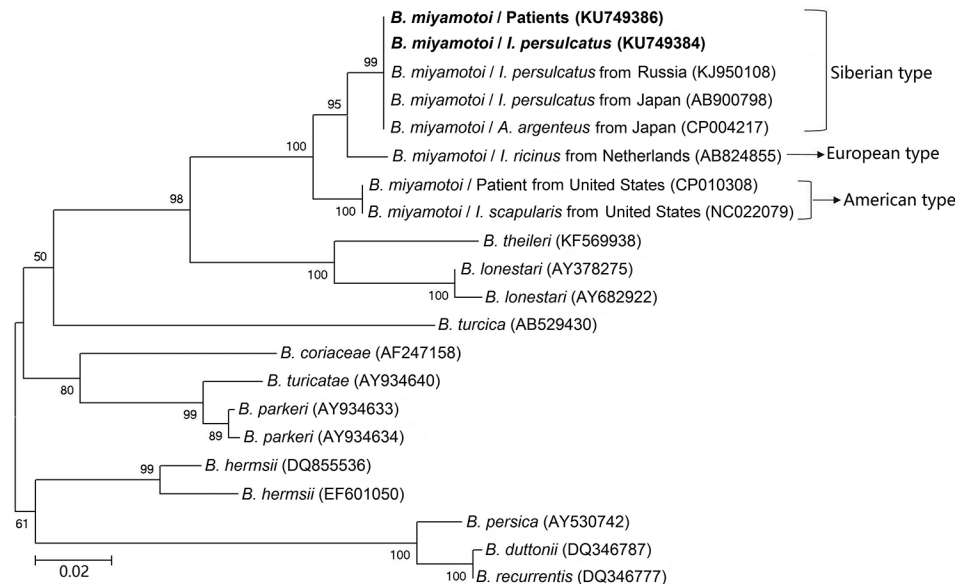 B. miyamotoi / Patients (KU749386)
B. miyamotoi / I. persulcatus (KU749384)
99
B. miyamotoi / I. persulcatus from Russia (KJ950108)
Siberian type
B. miyamotoi / I. persulcatus from Japan (AB900798)
95
B. miyamotoi / A. argenteus from Japan (CP004217)
100
B. miyamotoi / I. ricinus from Netherlands (AB824855)
European type
B. miyamotoi / Patient from United States (CP010308)
98
American type
100
B. miyamotoi / I. scapularis from United States (NC022079)
B. theileri (KF569938)
50
100
B. lonestari (AY378275)
100
B. lonestari (AY682922)
B. turcica (AB529430)
B. coriaceae (AF247158)
80
B. turicatae (AY934640)
99
B. parkeri (AY934633)
89
B. parkeri (AY934634)
99
B. hermsii (DQ855536)
B. hermsii (EF601050)
61
B. persica (AY530742)
100
B. duttonii (DQ346787)
0.02
100
B. recurrentis (DQ346777)